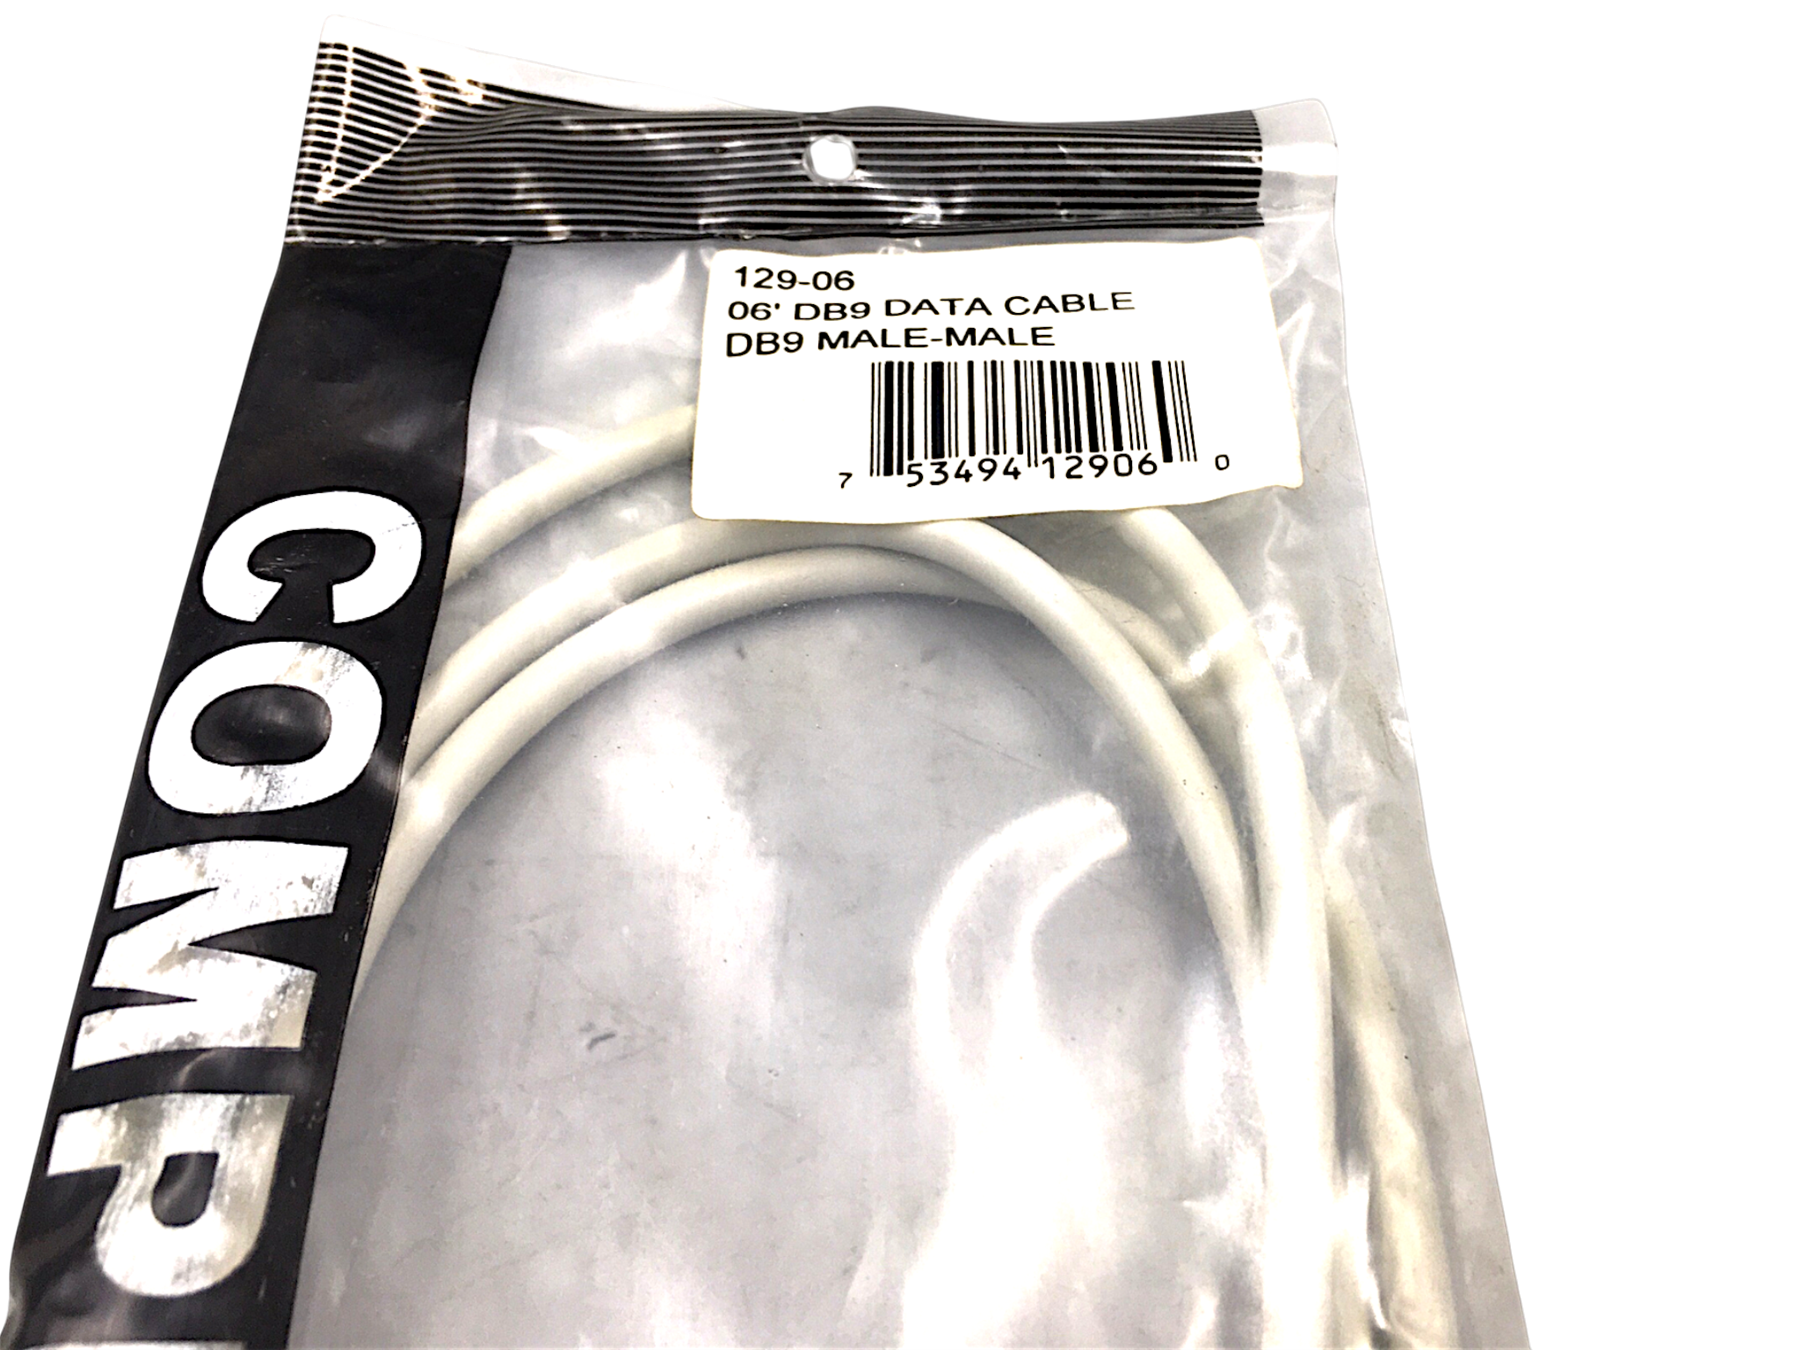 129-06
06' DB9 DATA CABLE
DB9 MALE-MALE
7 53494 12906 0
COMP